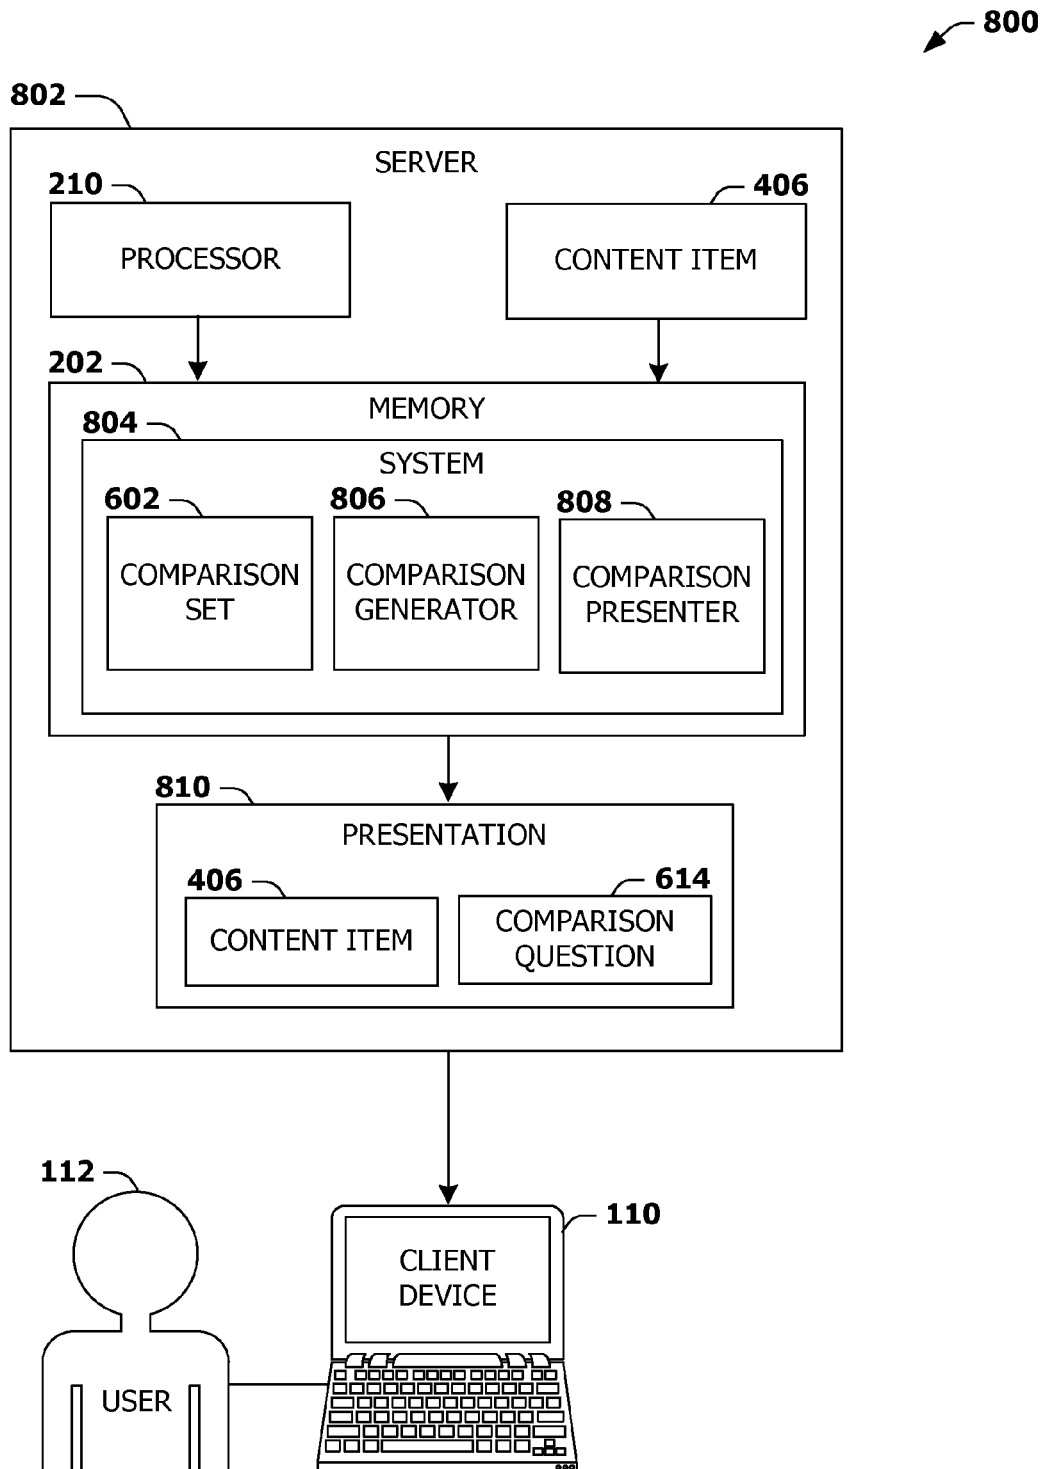 800
802
SERVER
210
406
PROCESSOR
CONTENT ITEM
202
MEMORY
804
SYSTEM
602
806
808
COMPARISON
SET
COMPARISON
GENERATOR
COMPARISON
PRESENTER
810
PRESENTATION
406
614
CONTENT ITEM
COMPARISON
QUESTION
112
110
CLIENT
DEVICE
USER